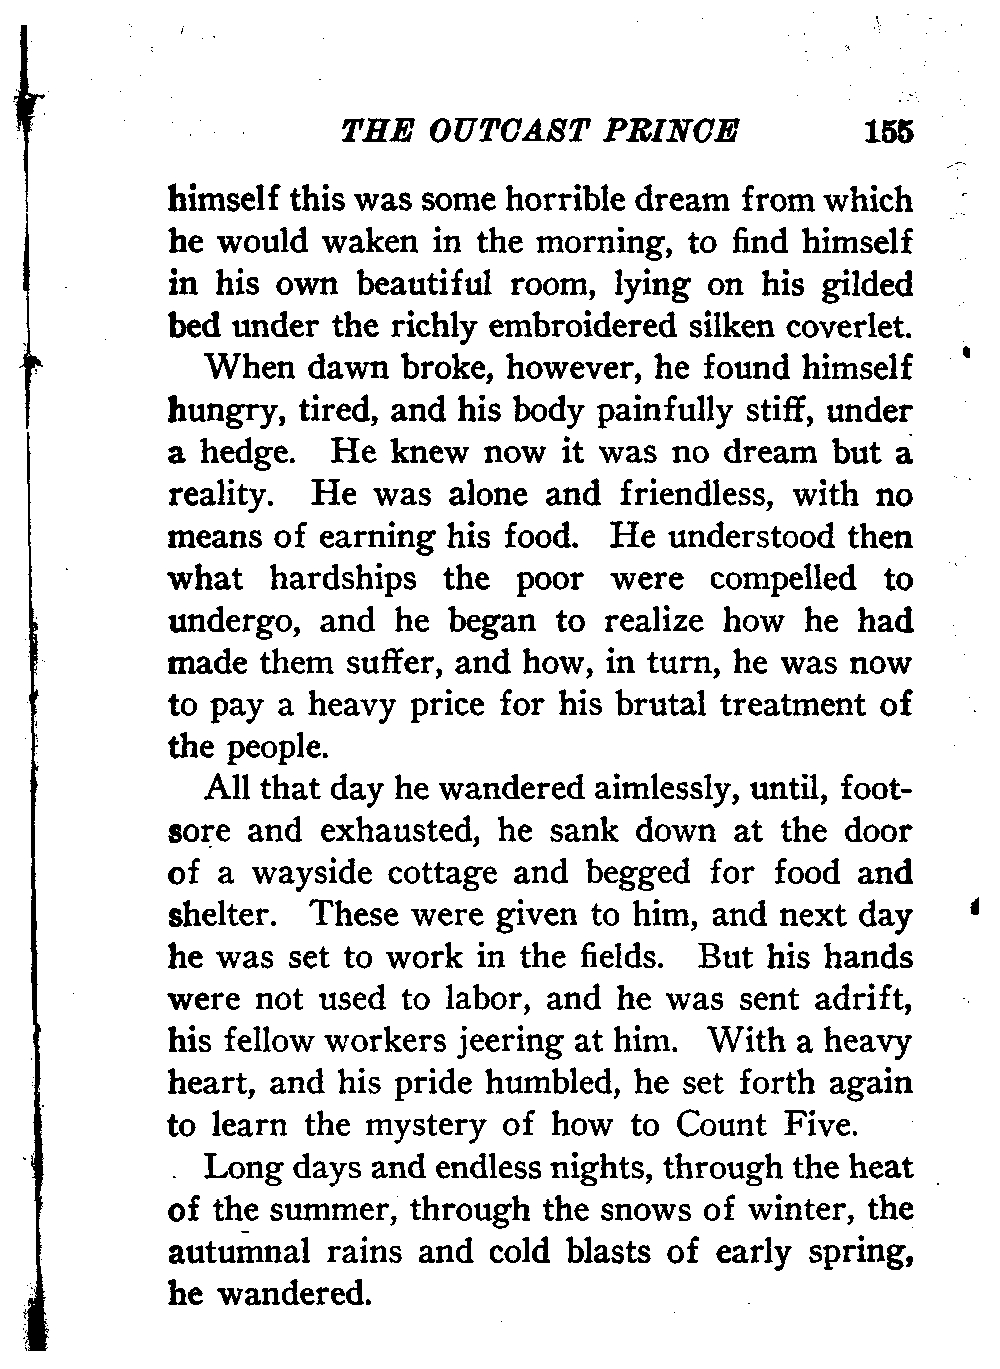 THE OUTCAST PRINCE 155
himself this was some horrible dream from which
he would waken in the morning, to find himself
in his own beautiful room, lying on his gilded
bed under the richly embroidered silken coverlet.
When dawn broke, however, he found himself
hungry, tired, and his body painfully stiff, under
a hedge. He knew now it was no dream but a
reality. He was alone and friendless, with no
means of earning his food. He understood then
what hardships the poor were compelled to
undergo, and he began to realize how he had
made them suffer, and how, in turn, he was now
to pay a heavy price for his brutal treatment of
the people.
All that day he wandered aimlessly, until, foot-
sore and exhausted, he sank down at the door
of a wayside cottage and begged for food and
shelter. These were given to him, and next day
he was set to work in the fields. But his hands
were not used to labor, and he was sent adrift,
his fellow workers jeering at him. With a heavy
heart, and his pride humbled, he set forth again
to learn the mystery of how to Count Five.
Long days and endless nights, through the heat
of the summer, through the snows of winter, the
autumnal rains and cold blasts of early spring,
he wandered.